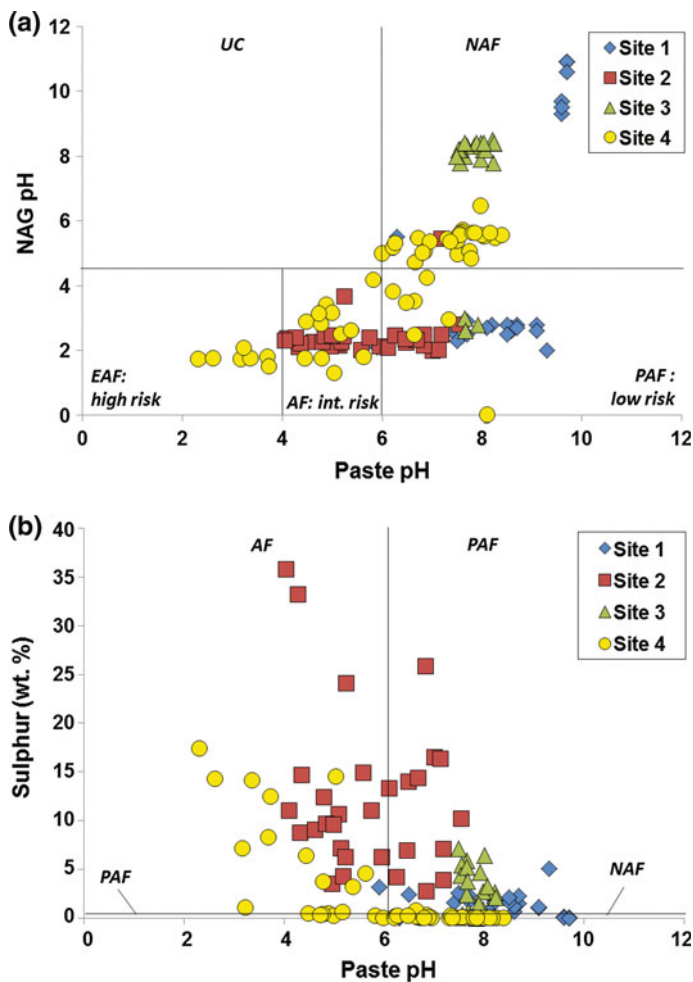 (a)
UC
NAF
Site 1
Site 2
Site 3
Site 4
12
10
8
6
4
2
0
NAG pH
EAF:
high risk
AF: int. risk
PAF :
low risk
0
2
4
6
8
10
12
Paste pH
(b)
AF
PAF
Site 1
Site 2
Site 3
Site 4
40
35
30
25
20
15
10
5
0
Sulphur (wt. %)
PAF
NAF
0
2
4
6
8
10
12
Paste pH